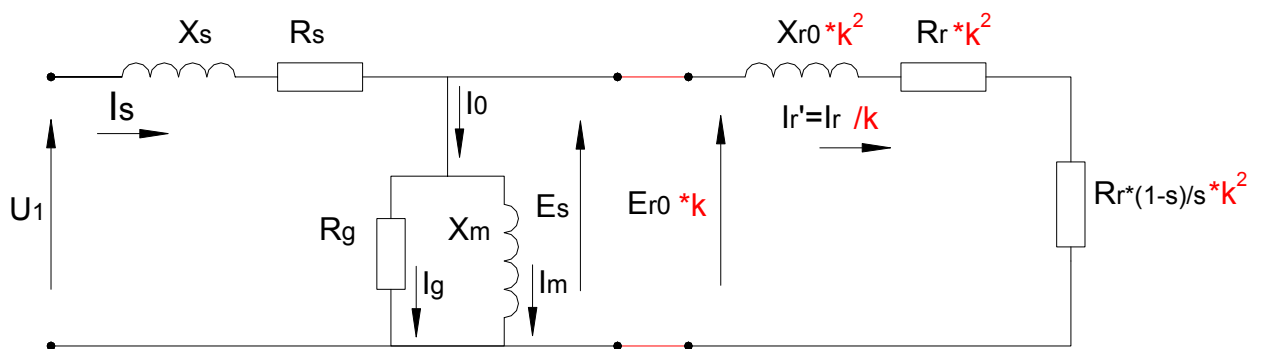 Xs
Rs
Xr0 *k²
Rr *k²
Is
I0
Ir'=Ir /k
U1
Rg
Xm
Es
Er0 *k
Rr*(1-s)/s*k²
Ig
Im